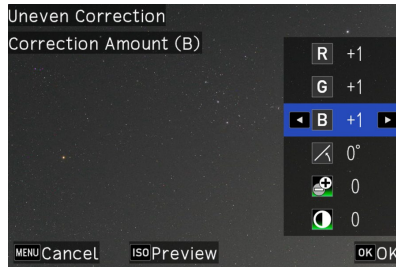 Uneven Correction
Correction Amount (B)
R +1
G +1
B +1
0°
0
0
MENU Cancel ISO Preview OK OK